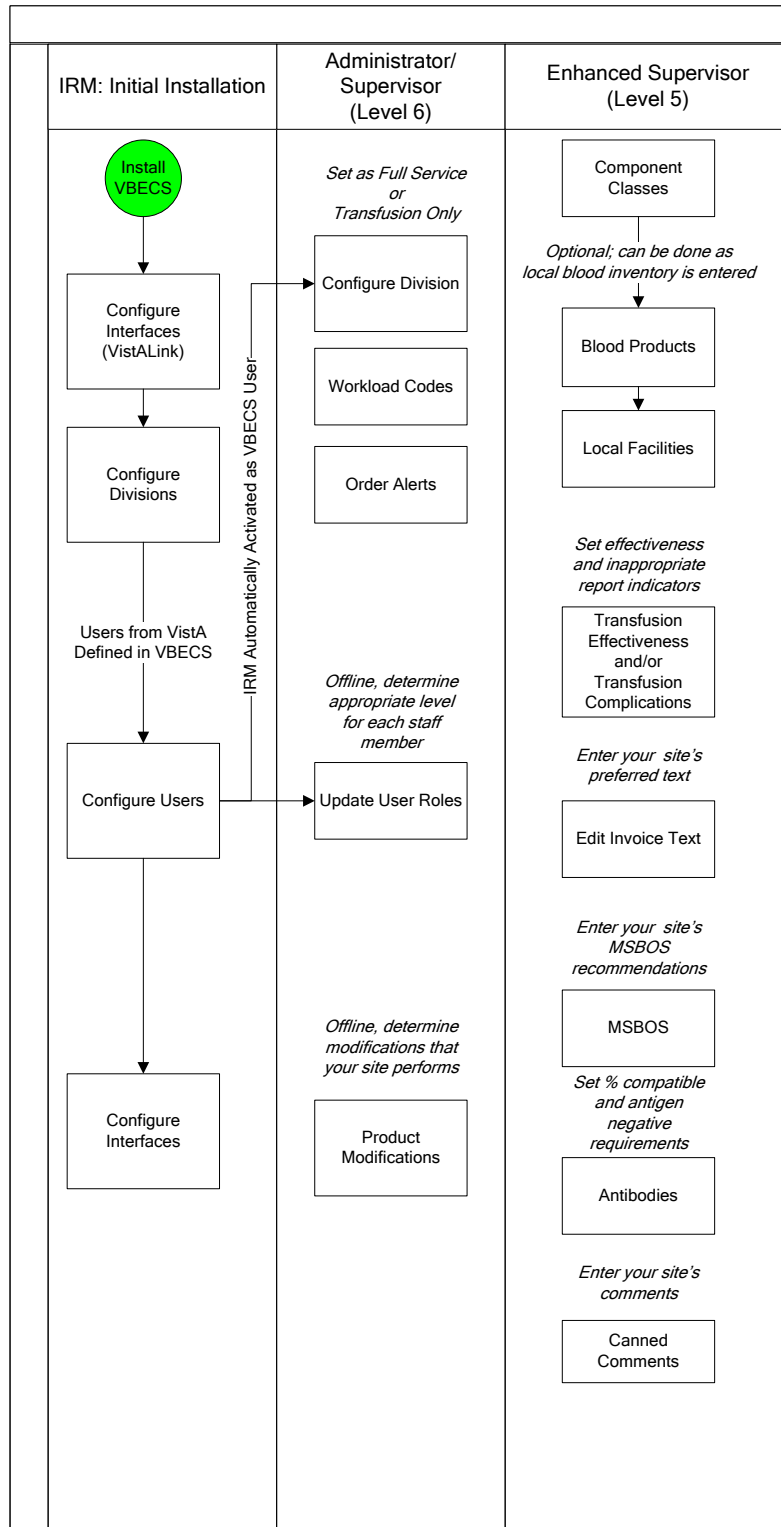 IRM: Initial Installation
Administrator/
Supervisor
(Level 6)
Enhanced Supervisor
(Level 5)
Install
VBECS
Configure
Interfaces
(VistALink)
Configure
Divisions
Users from VistA
Defined in VBECS
Configure Users
Configure
Interfaces
IRM Automatically Activated as VBECS User
Set as Full Service
or
Transfusion Only
Configure Division
Workload Codes
Order Alerts
Offline, determine
appropriate level
for each staff
member
Update User Roles
Offline, determine
modifications that
your site performs
Product
Modifications
Component
Classes
Optional; can be done as
local blood inventory is entered
Blood Products
Local Facilities
Set effectiveness
and inappropriate
report indicators
Transfusion
Effectiveness
and/or
Transfusion
Complications
Enter your site's
preferred text
Edit Invoice Text
Enter your site's
MSBOS
recommendations
MSBOS
Set % compatible
and antigen
negative
requirements
Antibodies
Enter your site's
comments
Canned
Comments